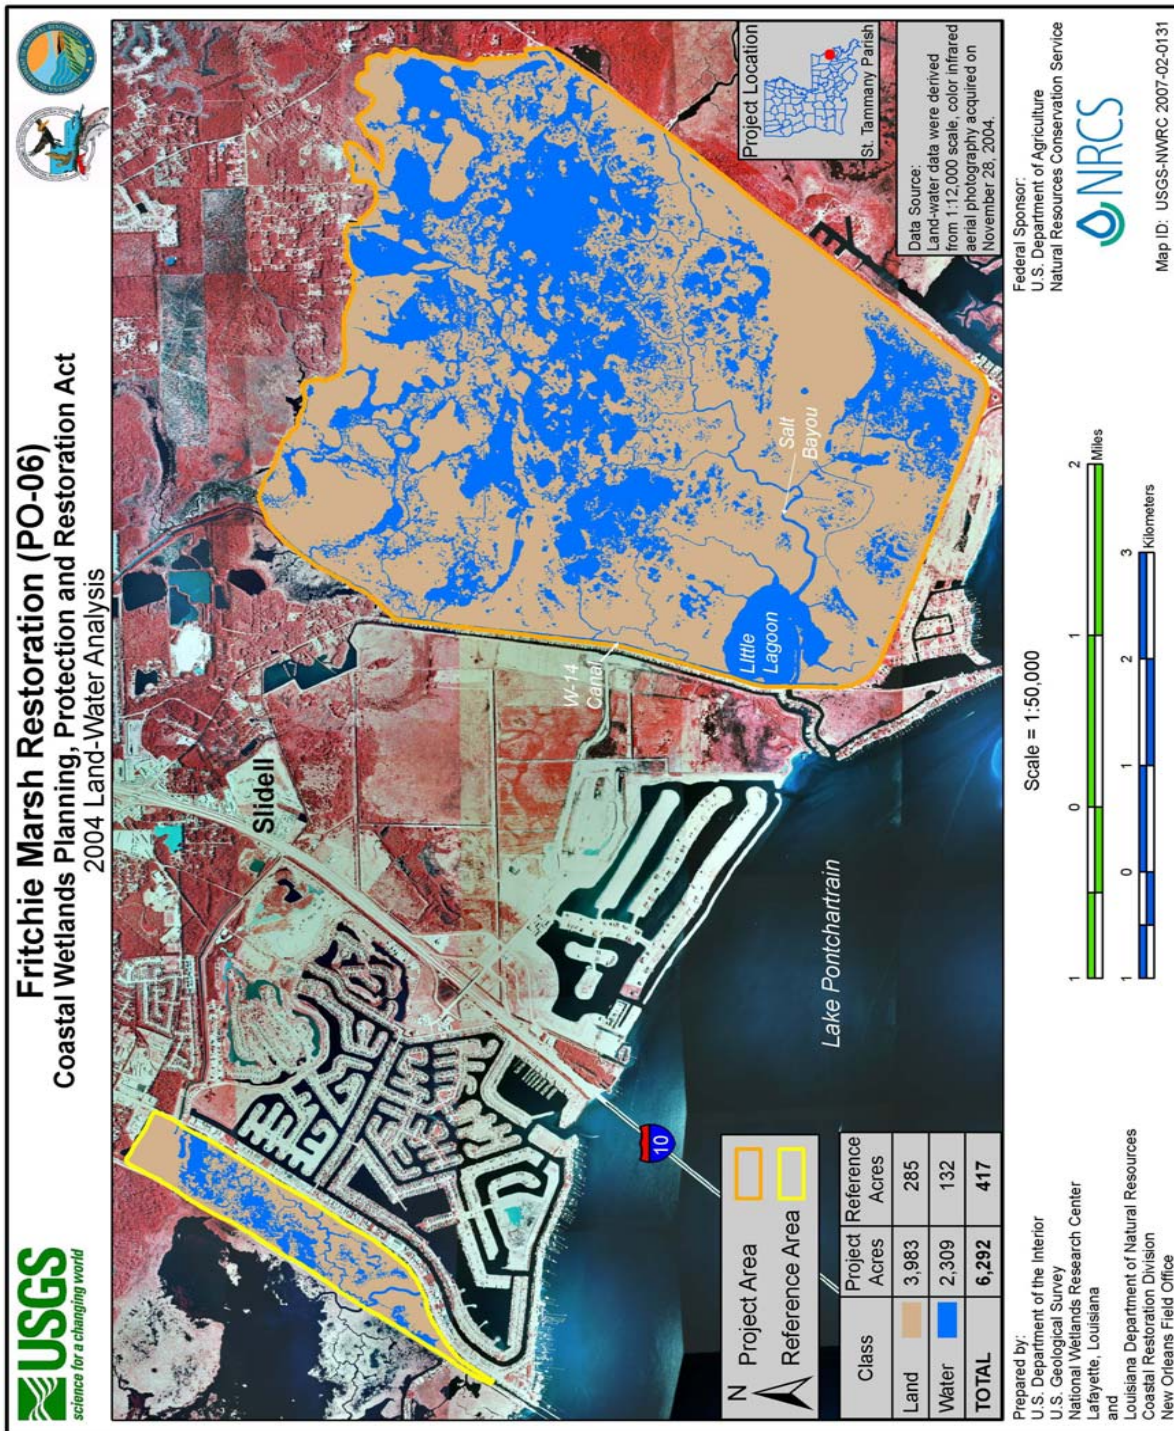 USGS
science for a changing world
Fritchie Marsh Restoration (PO-06)
Coastal Wetlands Planning, Protection and Restoration Act
2004 Land-Water Analysis
Slidell
W-14
Canal
Little
Lagoon
Salt
Bayou
Lake Pontchartrain
10
Project Location
St. Tammany Parish
Data Source:
Land-water data were derived
from 1:12,000 scale, color infrared
aerial photography acquired on
November 28, 2004.
N
Project Area
Reference Area
Class Project Acres Reference Acres
Land 3,983 285
Water 2,309 132
TOTAL 6,292 417
Prepared by:
U.S. Department of the Interior
U.S. Geological Survey
National Wetlands Research Center
Lafayette, Louisiana
and
Louisiana Department of Natural Resources
Coastal Restoration Division
New Orleans Field Office
Scale = 1:50,000
1 0 1 2
Miles
1 0 1 2 3
Kilometers
Federal Sponsor:
U.S. Department of Agriculture
Natural Resources Conservation Service
NRCS
Map ID: USGS-NWRC 2007-02-0131